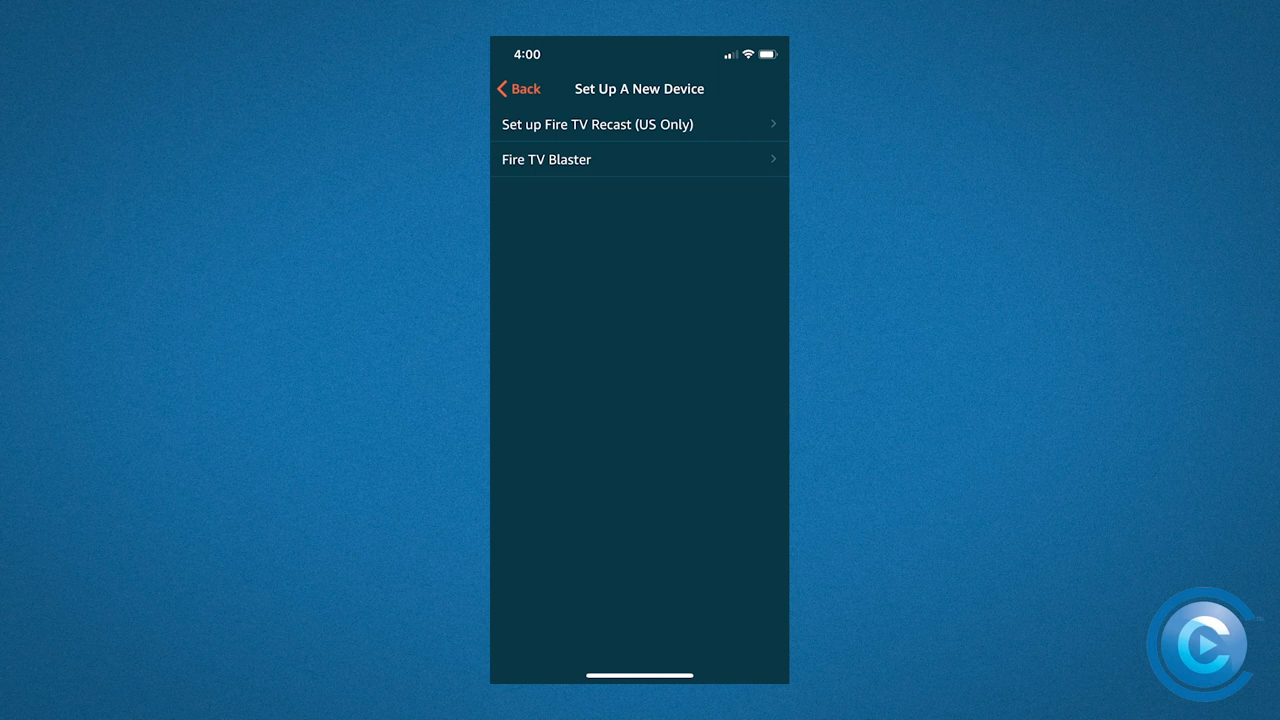 4:00
Back
Set Up A New Device
Set up Fire TV Recast (US Only)
Fire TV Blaster